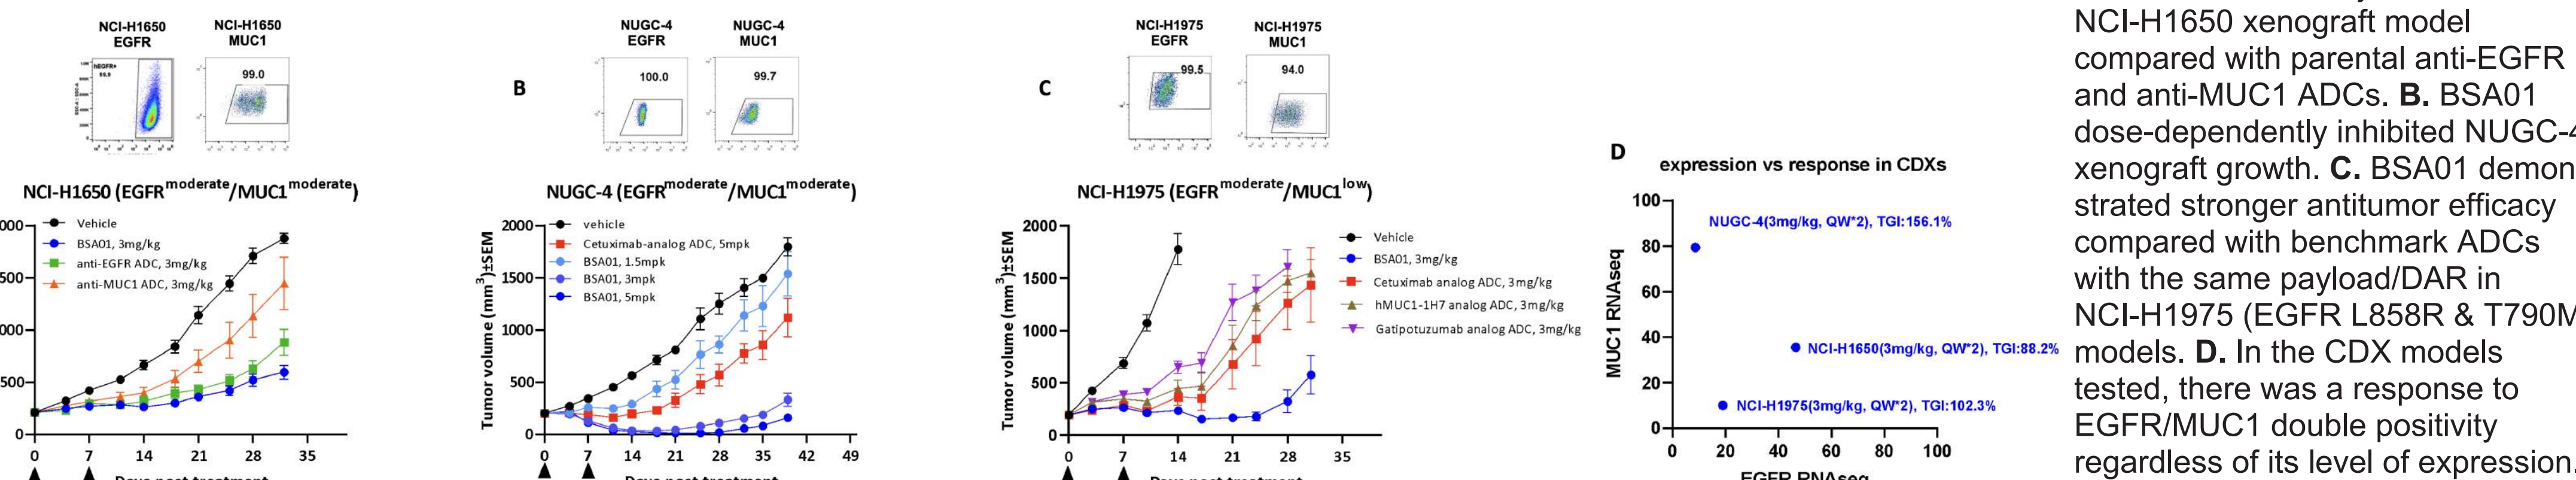 NCI-H1650
EGFR
NCI-H1650
MUC1
hEGFR+
99.9
99.0
NCI-H1650 (EGFRmoderate/MUC1moderate)
Vehicle
BSA01, 3mg/kg
anti-EGFR ADC, 3mg/kg
anti-MUC1 ADC, 3mg/kg
000
500
000
500
0
0 7 14 21 28 35
B
NUGC-4
EGFR
NUGC-4
MUC1
100.0
99.7
NUGC-4 (EGFRmoderate/MUC1moderate)
vehicle
Cetuximab-analog ADC, 5mpk
BSA01, 1.5mpk
BSA01, 3mpk
BSA01, 5mpk
Tumor volume (mm3)±SEM
2000
1500
1000
500
0
0 7 14 21 28 35 42 49
C
NCI-H1975
EGFR
NCI-H1975
MUC1
99.5
94.0
NCI-H1975 (EGFRmoderate/MUC1low)
Vehicle
BSA01, 3mg/kg
Cetuximab analog ADC, 3mg/kg
hMUC1-1H7 analog ADC, 3mg/kg
Gatipotuzumab analog ADC, 3mg/kg
Tumor volume (mm3)±SEM
2000
1500
1000
500
0
0 7 14 21 28 35
D
expression vs response in CDXs
MUC1 RNAseq
100
80
60
40
20
0
0 20 40 60 80 100
EGFR RNAseq
NUGC-4(3mg/kg, QW*2), TGI:156.1%
NCI-H1650(3mg/kg, QW*2), TGI:88.2%
NCI-H1975(3mg/kg, QW*2), TGI:102.3%
NCI-H1650 xenograft model
compared with parental anti-EGFR
and anti-MUC1 ADCs. B. BSA01
dose-dependently inhibited NUGC-4
xenograft growth. C. BSA01 demon
strated stronger antitumor efficacy
compared with benchmark ADCs
with the same payload/DAR in
NCI-H1975 (EGFR L858R & T790M
models. D. In the CDX models
tested, there was a response to
EGFR/MUC1 double positivity
regardless of its level of expression.